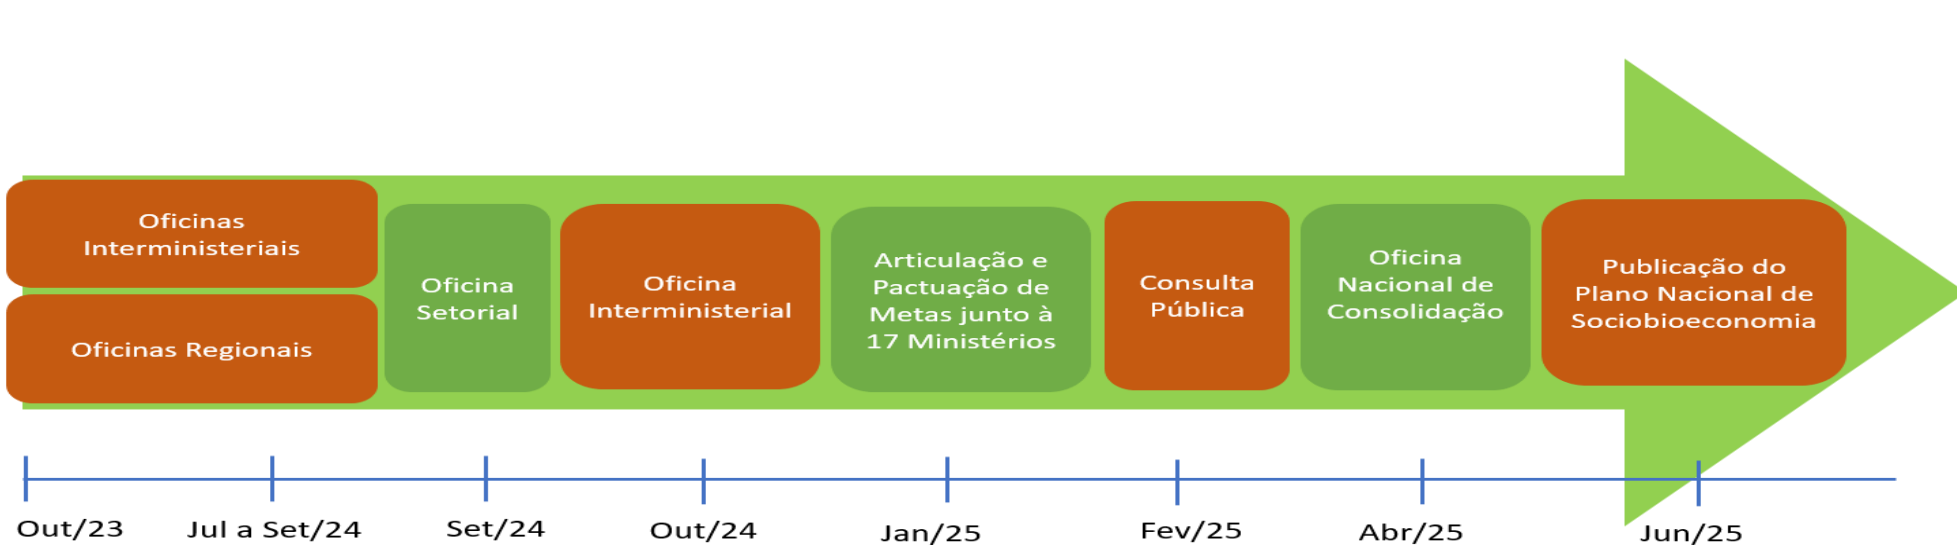 Oficinas
Interministeriais
Oficinas Regionais
Oficina
Setorial
Oficina
Interministerial
Articulação e
Pactuação de
Metas junto à
17 Ministérios
Consulta
Pública
Oficina
Nacional de
Consolidação
Publicação do
Plano Nacional de
Sociobioeconomia
Out/23
Jul a Set/24
Set/24
Out/24
Jan/25
Fev/25
Abr/25
Jun/25